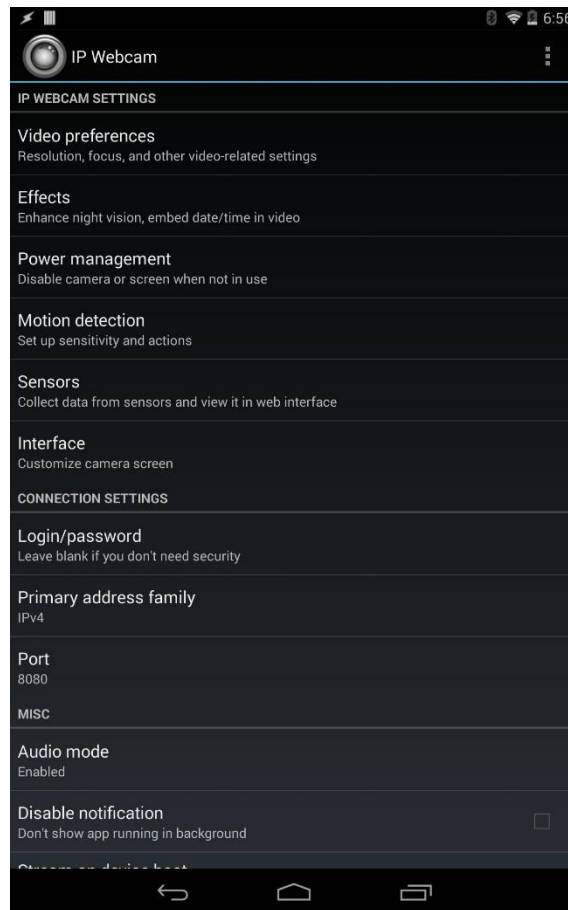 6:56
IP Webcam
IP WEBCAM SETTINGS
Video preferences
Resolution, focus, and other video-related settings
Effects
Enhance night vision, embed date/time in video
Power management
Disable camera or screen when not in use
Motion detection
Set up sensitivity and actions
Sensors
Collect data from sensors and view it in web interface
Interface
Customize camera screen
CONNECTION SETTINGS
Login/password
Leave blank if you don't need security
Primary address family
IPv4
Port
8080
MISC
Audio mode
Enabled
Disable notification
Don't show app running in background
Stream on device boot